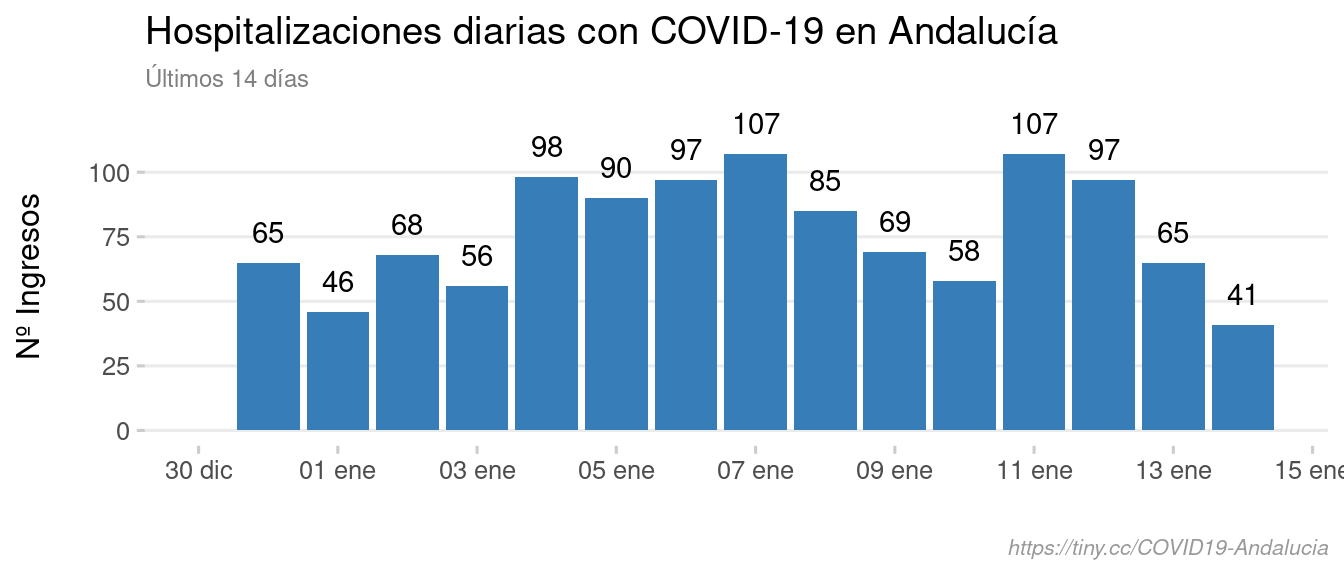 Hospitalizaciones diarias con COVID-19 en Andalucía
Últimos 14 días
Nº Ingresos
100
75
50
25
0
65
46
68
56
98
90
97
107
85
69
58
107
97
65
41
30 dic
01 ene
03 ene
05 ene
07 ene
09 ene
11 ene
13 ene
15 ene
https://tiny.cc/COVID19-Andalucia